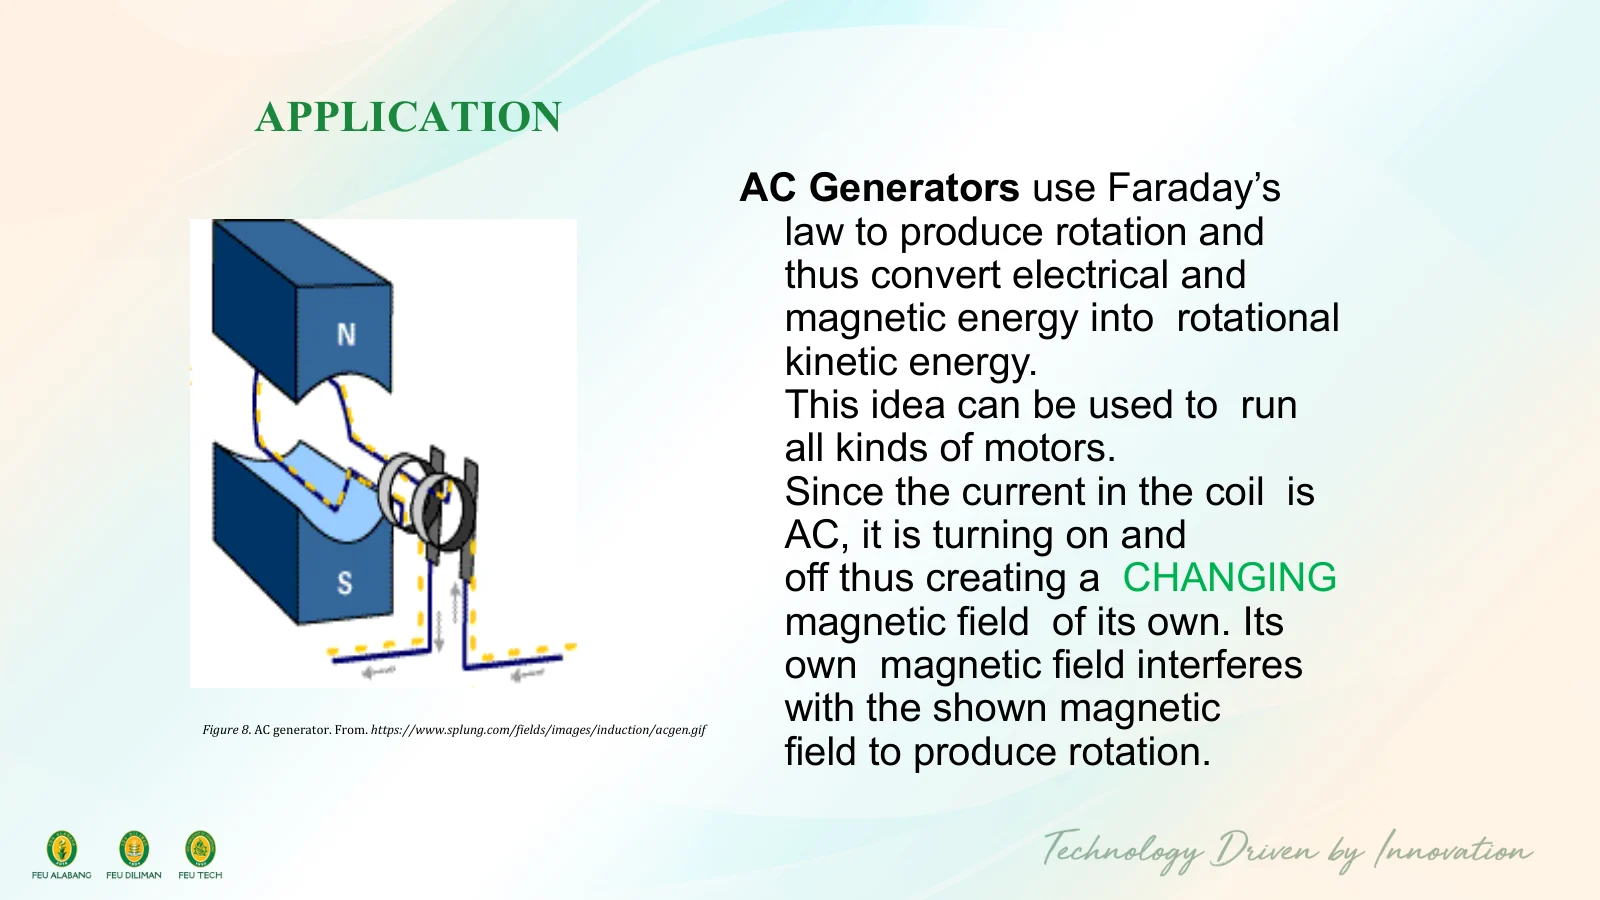 APPLICATION
AC Generators use Faraday’s
law to produce rotation and
thus convert electrical and
magnetic energy into  rotational
kinetic energy.
This idea can be used to  run
all kinds of motors.
Since the current in the coil  is
AC, it is turning on and
off thus creating a  CHANGING
magnetic field  of its own. Its
own  magnetic field interferes
with the shown magnetic
field to produce rotation.
N
S
Figure 8. AC generator. From. https://www.splung.com/fields/images/induction/acgen.gif
FEU ALABANG
FEU DILIMAN
FEU TECH
Technology Driven by Innovation